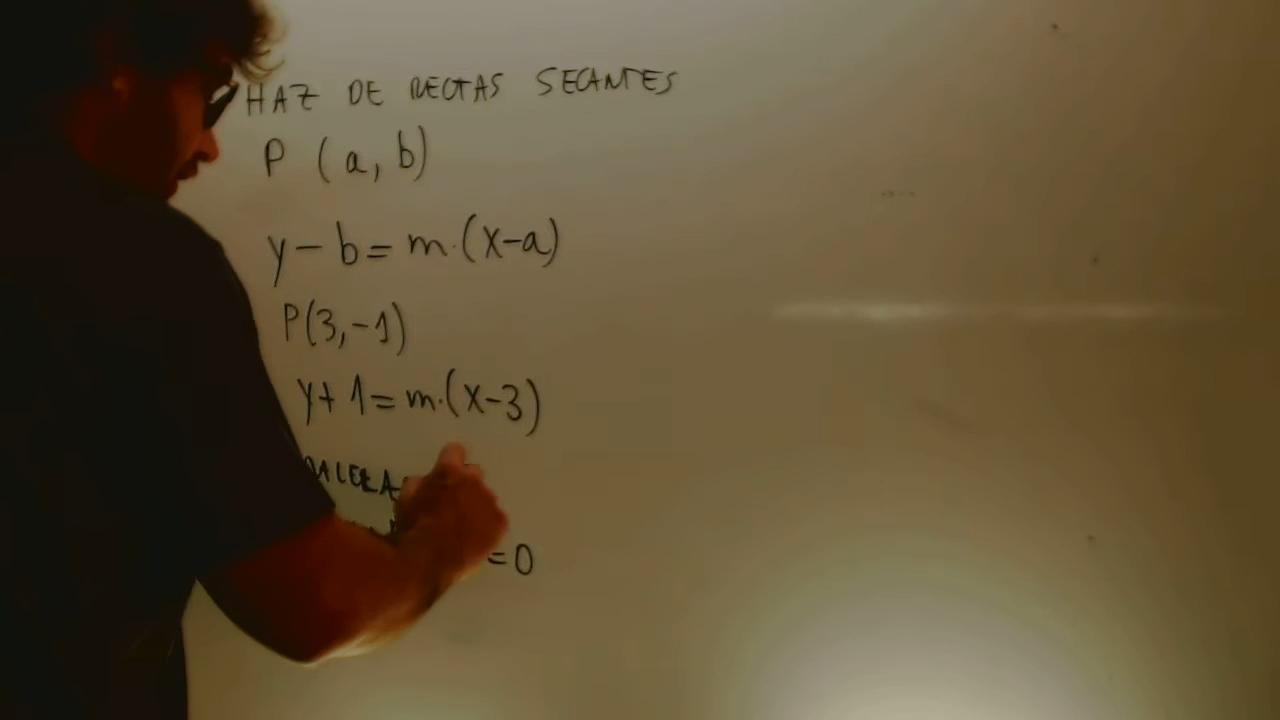 HAZ DE RECTAS SECANTES
P (a, b)
y - b = m·(x-a)
P(3,-1)
y + 1 = m·(x-3)
=0